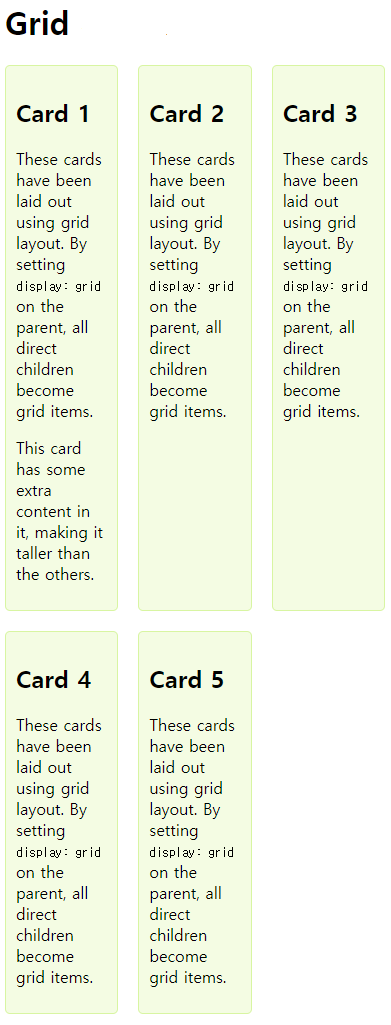 Grid
Card 1
These cards
have been
laid out
using grid
layout. By
setting
display: grid
on the
parent, all
direct
children
become
grid items.
This card
has some
extra
content in
it, making it
taller than
the others.
Card 2
These cards
have been
laid out
using grid
layout. By
setting
display: grid
on the
parent, all
direct
children
become
grid items.
Card 3
These cards
have been
laid out
using grid
layout. By
setting
display: grid
on the
parent, all
direct
children
become
grid items.
Card 4
These cards
have been
laid out
using grid
layout. By
setting
display: grid
on the
parent, all
direct
children
become
grid items.
Card 5
These cards
have been
laid out
using grid
layout. By
setting
display: grid
on the
parent, all
direct
children
become
grid items.